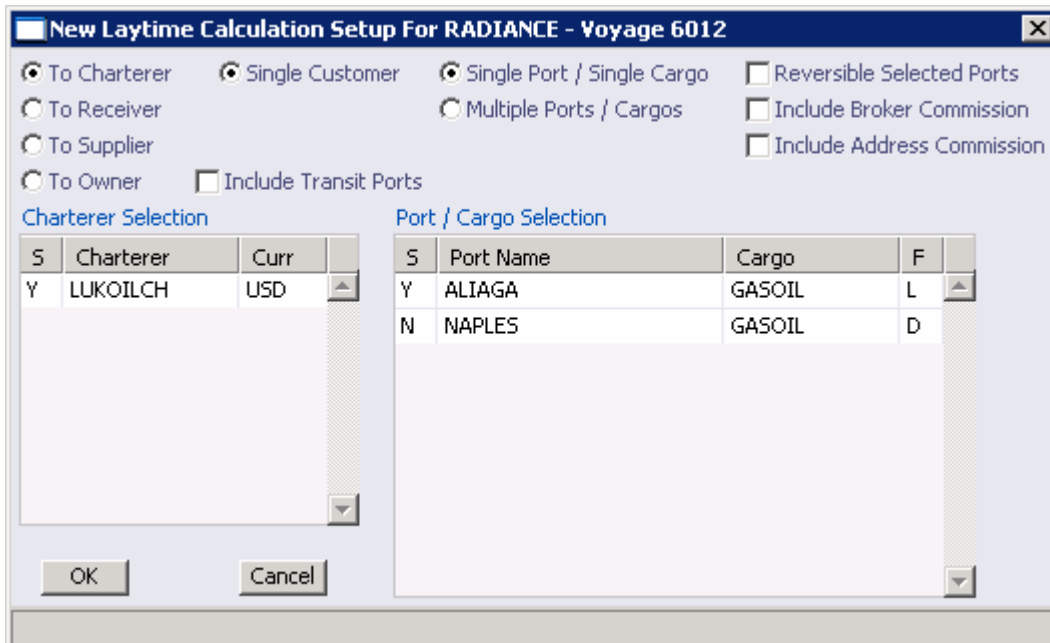 New Laytime Calculation Setup For RADIANCE - Voyage 6012
To Charterer Single Customer Single Port / Single Cargo Reversible Selected Ports
To Receiver Multiple Ports / Cargos Include Broker Commission
To Supplier Include Address Commission
To Owner Include Transit Ports
Charterer Selection Port / Cargo Selection
S Charterer Curr S Port Name Cargo F
Y LUKOILCH USD Y ALIAGA GASOIL L
N NAPLES GASOIL D
OK Cancel